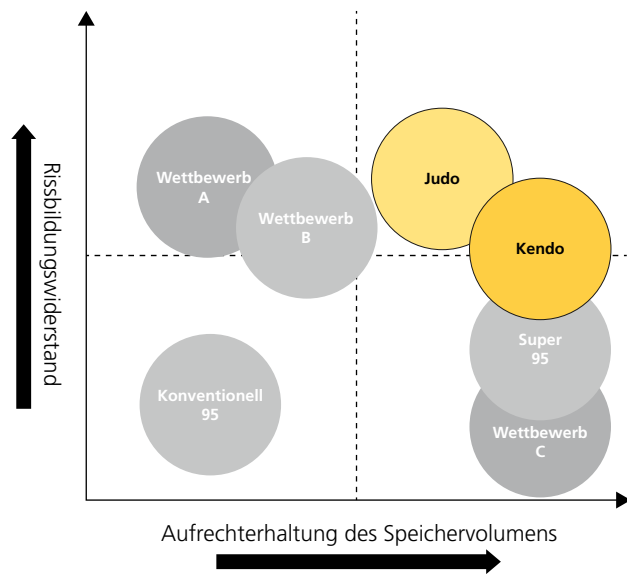 Rissbildungswiderstand
Wettbewerb
A
Wettbewerb
B
Judo
Kendo
Super
95
Konventionell
95
Wettbewerb
C
Aufrechterhaltung des Speichervolumens